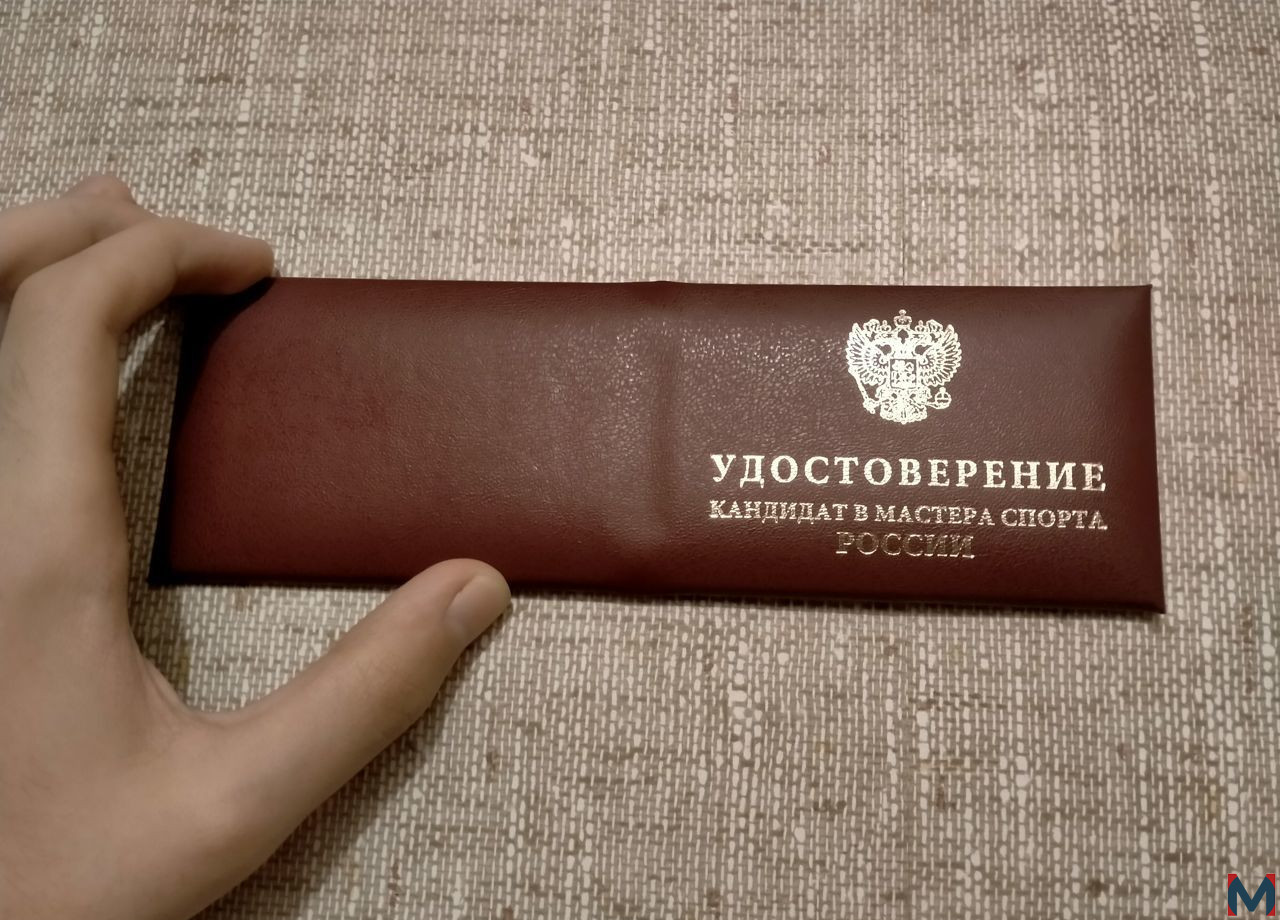 УДОСТОВЕРЕНИЕ
КАНДИДАТ В МАСТЕРА СПОРТА
РОССИИ
M